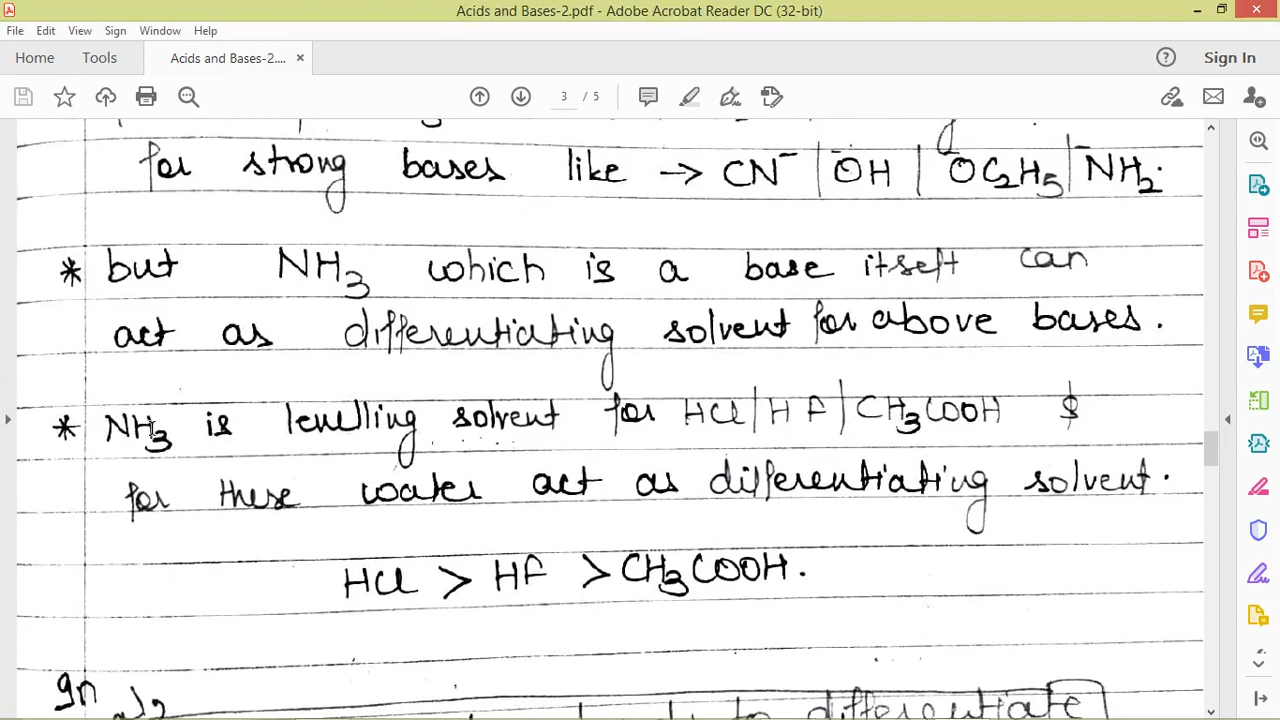 Acids and Bases-2.pdf - Adobe Acrobat Reader DC (32-bit)
File Edit View Sign Window Help
Home Tools Acids and Bases-2.... × Sign In
3 / 5
for strong bases like → CN⁻ | ⁻OH | ⁻OC₂H₅ | ⁻NH₂.
* but NH₃ which is a base itself can
act as differentiating solvent for above bases.
* NH₃ is levelling solvent for HCl | HF | CH₃COOH &
for these water act as differentiating solvent.
HCl > HF > CH₃COOH.
In
to differentiate